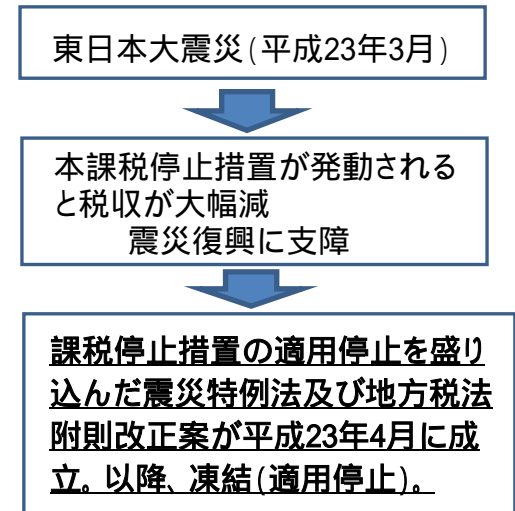 東日本大震災(平成23年3月)
本課税停止措置が発動される
と税収が大幅減
震災復興に支障
課税停止措置の適用停止を盛り
込んだ震災特例法及び地方税法
附則改正案が平成23年4月に成
立。以降、凍結(適用停止)。